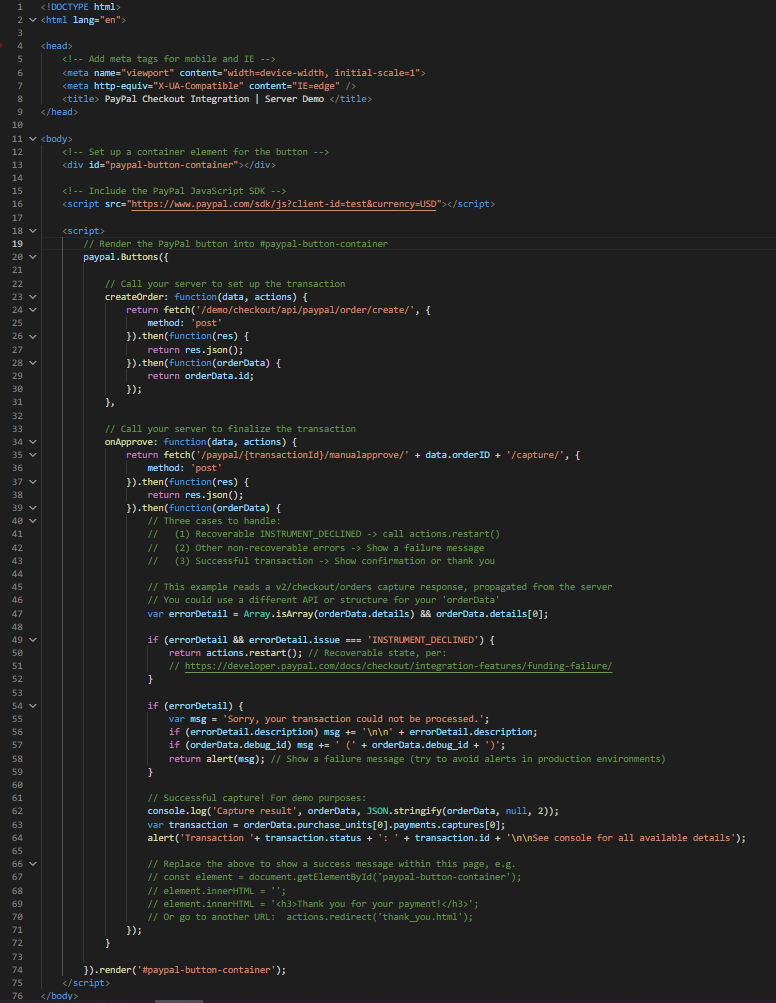 1 <!DOCTYPE html>
2 <html lang="en">
3
4 <head>
5 <!-- Add meta tags for mobile and IE -->
6 <meta name="viewport" content="width=device-width, initial-scale=1">
7 <meta http-equiv="X-UA-Compatible" content="IE=edge" />
8 <title> PayPal Checkout Integration | Server Demo </title>
9 </head>
10
11 <body>
12 <!-- Set up a container element for the button -->
13 <div id="paypal-button-container"></div>
14
15 <!-- Include the PayPal JavaScript SDK -->
16 <script src="https://www.paypal.com/sdk/js?client-id=test&currency=USD"></script>
17
18 <script>
19 // Render the PayPal button into #paypal-button-container
20 paypal.Buttons({
21
22 // Call your server to set up the transaction
23 createOrder: function(data, actions) {
24 return fetch('/demo/checkout/api/paypal/order/create/', {
25 method: 'post'
26 }).then(function(res) {
27 return res.json();
28 }).then(function(orderData) {
29 return orderData.id;
30 });
31 },
32
33 // Call your server to finalize the transaction
34 onApprove: function(data, actions) {
35 return fetch('/paypal/{transactionId}/manualapprove/' + data.orderID + '/capture/', {
36 method: 'post'
37 }).then(function(res) {
38 return res.json();
39 }).then(function(orderData) {
40 // Three cases to handle:
41 //   (1) Recoverable INSTRUMENT_DECLINED -> call actions.restart()
42 //   (2) Other non-recoverable errors -> Show a failure message
43 //   (3) Successful transaction -> Show confirmation or thank you
44
45 // This example reads a v2/checkout/orders capture response, propagated from the server
46 // You could use a different API or structure for your 'orderData'
47 var errorDetail = Array.isArray(orderData.details) && orderData.details[0];
48
49 if (errorDetail && errorDetail.issue === 'INSTRUMENT_DECLINED') {
50 return actions.restart(); // Recoverable state, per:
51 // https://developer.paypal.com/docs/checkout/integration-features/funding-failure/
52 }
53
54 if (errorDetail) {
55 var msg = 'Sorry, your transaction could not be processed.';
56 if (errorDetail.description) msg += '\n\n' + errorDetail.description;
57 if (orderData.debug_id) msg += ' (' + orderData.debug_id + ')';
58 return alert(msg); // Show a failure message (try to avoid alerts in production environments)
59 }
60
61 // Successful capture! For demo purposes:
62 console.log('Capture result', orderData, JSON.stringify(orderData, null, 2));
63 var transaction = orderData.purchase_units[0].payments.captures[0];
64 alert('Transaction '+ transaction.status + ': ' + transaction.id + '\n\nSee console for all available details');
65
66 // Replace the above to show a success message within this page, e.g.
67 // const element = document.getElementById('paypal-button-container');
68 // element.innerHTML = '';
69 // element.innerHTML = '<h3>Thank you for your payment!</h3>';
70 // Or go to another URL:  actions.redirect('thank_you.html');
71 });
72 }
73
74 }).render('#paypal-button-container');
75 </script>
76 </body>